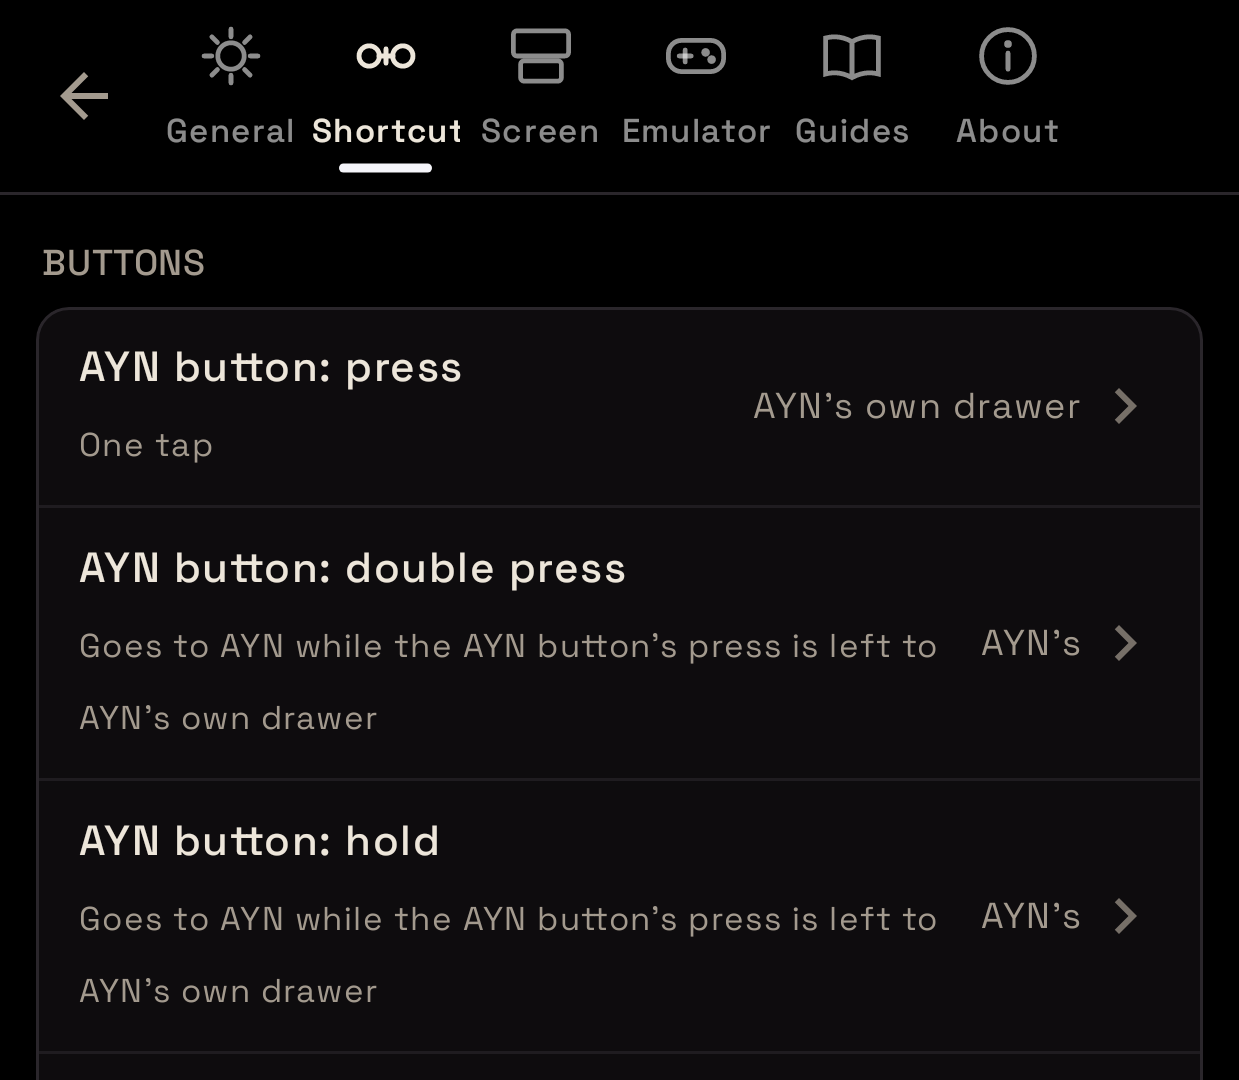 General
Shortcut
Screen
Emulator
Guides
About
BUTTONS
AYN button: press
One tap
AYN's own drawer
AYN button: double press
Goes to AYN while the AYN button's press is left to
AYN's own drawer
AYN's
AYN button: hold
Goes to AYN while the AYN button's press is left to
AYN's own drawer
AYN's